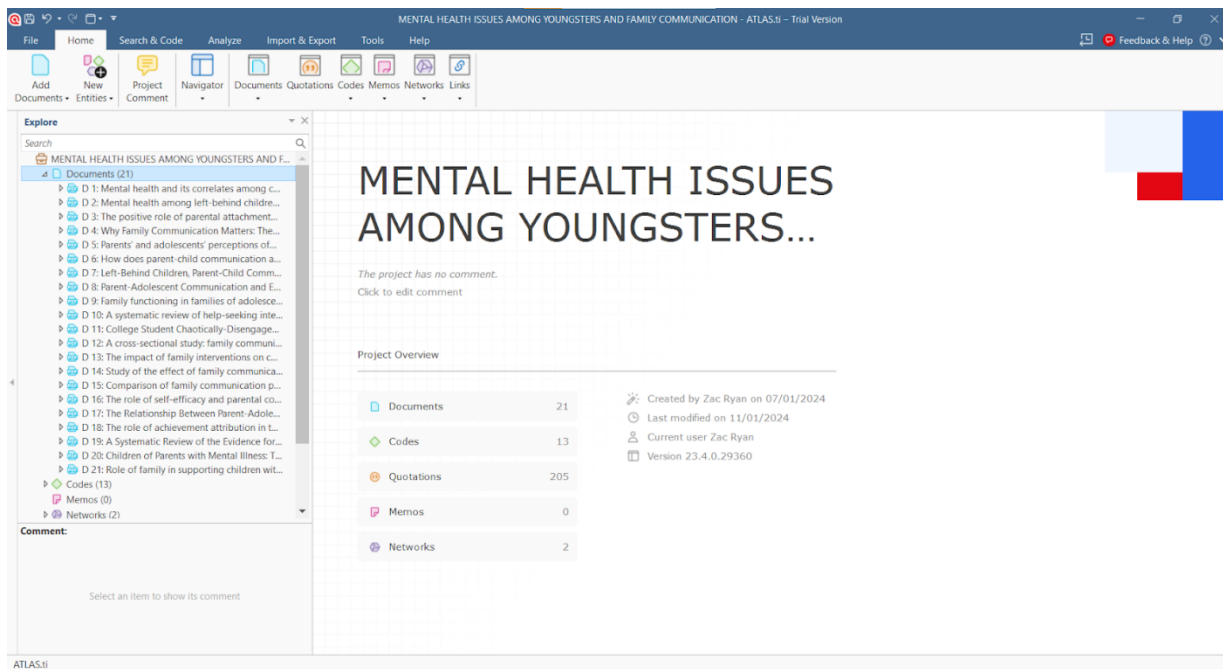 MENTAL HEALTH ISSUES AMONG YOUNGSTERS AND FAMILY COMMUNICATION - ATLAS.ti – Trial Version
File Home Search & Code Analyze Import & Export Tools Help Feedback & Help
Add Documents New Entities Project Comment Navigator Documents Quotations Codes Memos Networks Links
Explore
Search
MENTAL HEALTH ISSUES AMONG YOUNGSTERS AND F...
Documents (21)
D 1: Mental health and its correlates among c...
D 2: Mental health among left-behind childre...
D 3: The positive role of parental attachment...
D 4: Why Family Communication Matters: The...
D 5: Parents' and adolescents' perceptions of...
D 6: How does parent-child communication a...
D 7: Left-Behind Children, Parent-Child Comm...
D 8: Parent-Adolescent Communication and E...
D 9: Family functioning in families of adolesce...
D 10: A systematic review of help-seeking inte...
D 11: College Student Chaotically-Disengage...
D 12: A cross-sectional study: family communi...
D 13: The impact of family interventions on c...
D 14: Study of the effect of family communica...
D 15: Comparison of family communication p...
D 16: The role of self-efficacy and parental co...
D 17: The Relationship Between Parent-Adole...
D 18: The role of achievement attribution in t...
D 19: A Systematic Review of the Evidence for...
D 20: Children of Parents with Mental Illness: T...
D 21: Role of family in supporting children wit...
Codes (13)
Memos (0)
Networks (2)
Comment:
Select an item to show its comment
MENTAL HEALTH ISSUES
AMONG YOUNGSTERS...
The project has no comment.
Click to edit comment
Project Overview
Documents 21
Codes 13
Quotations 205
Memos 0
Networks 2
Created by Zac Ryan on 07/01/2024
Last modified on 11/01/2024
Current user Zac Ryan
Version 23.4.0.29360
ATLAS.ti